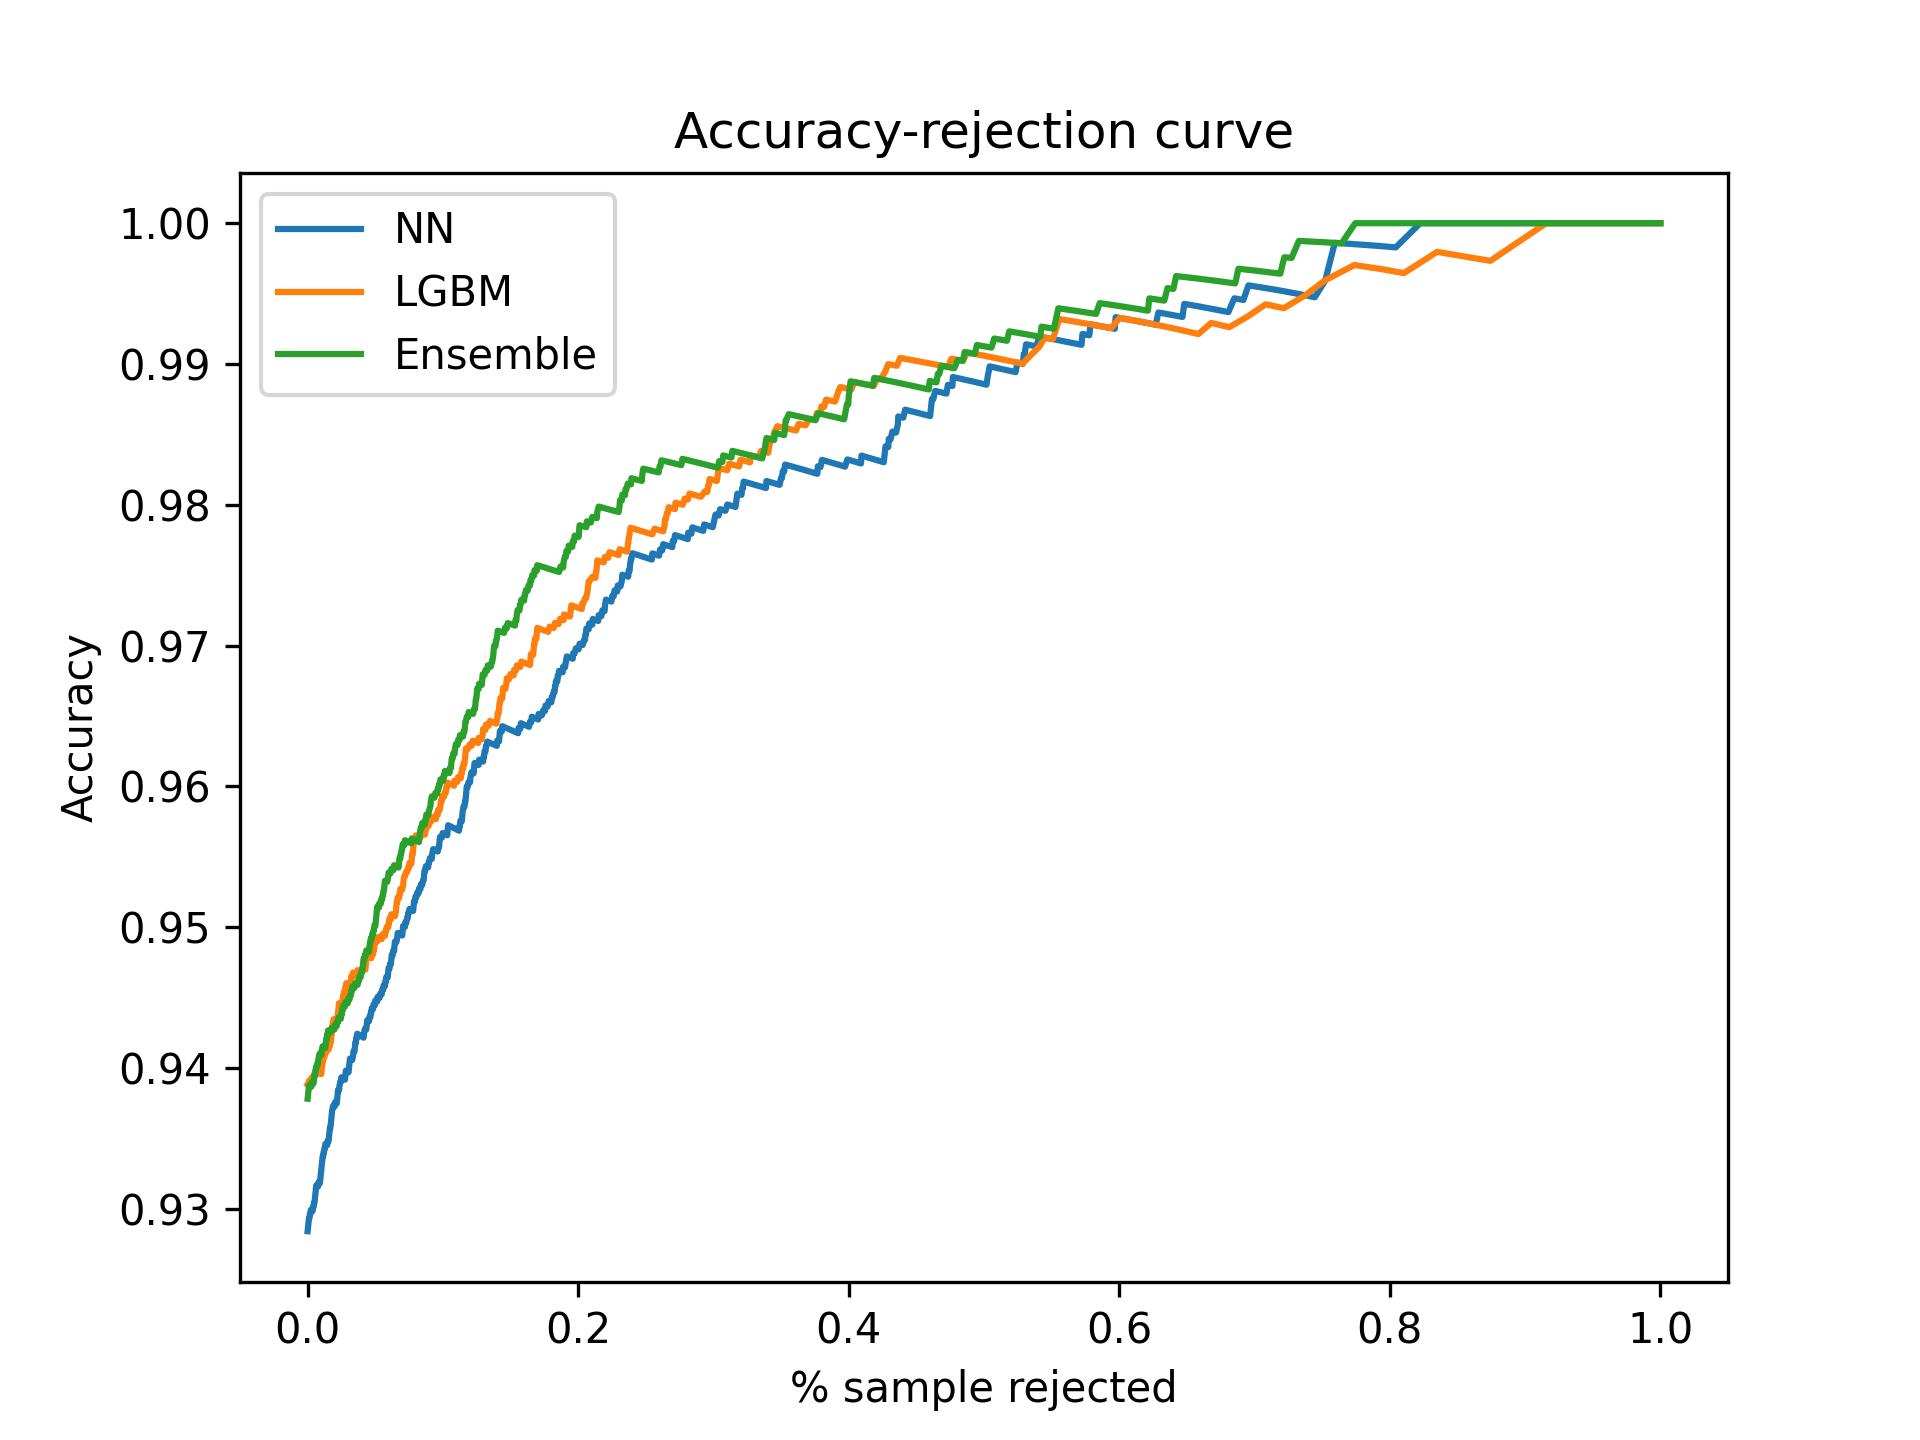 Accuracy-rejection curve
NN
LGBM
Ensemble
1.00
0.99
0.98
0.97
0.96
0.95
0.94
0.93
Accuracy
0.0 0.2 0.4 0.6 0.8 1.0
% sample rejected